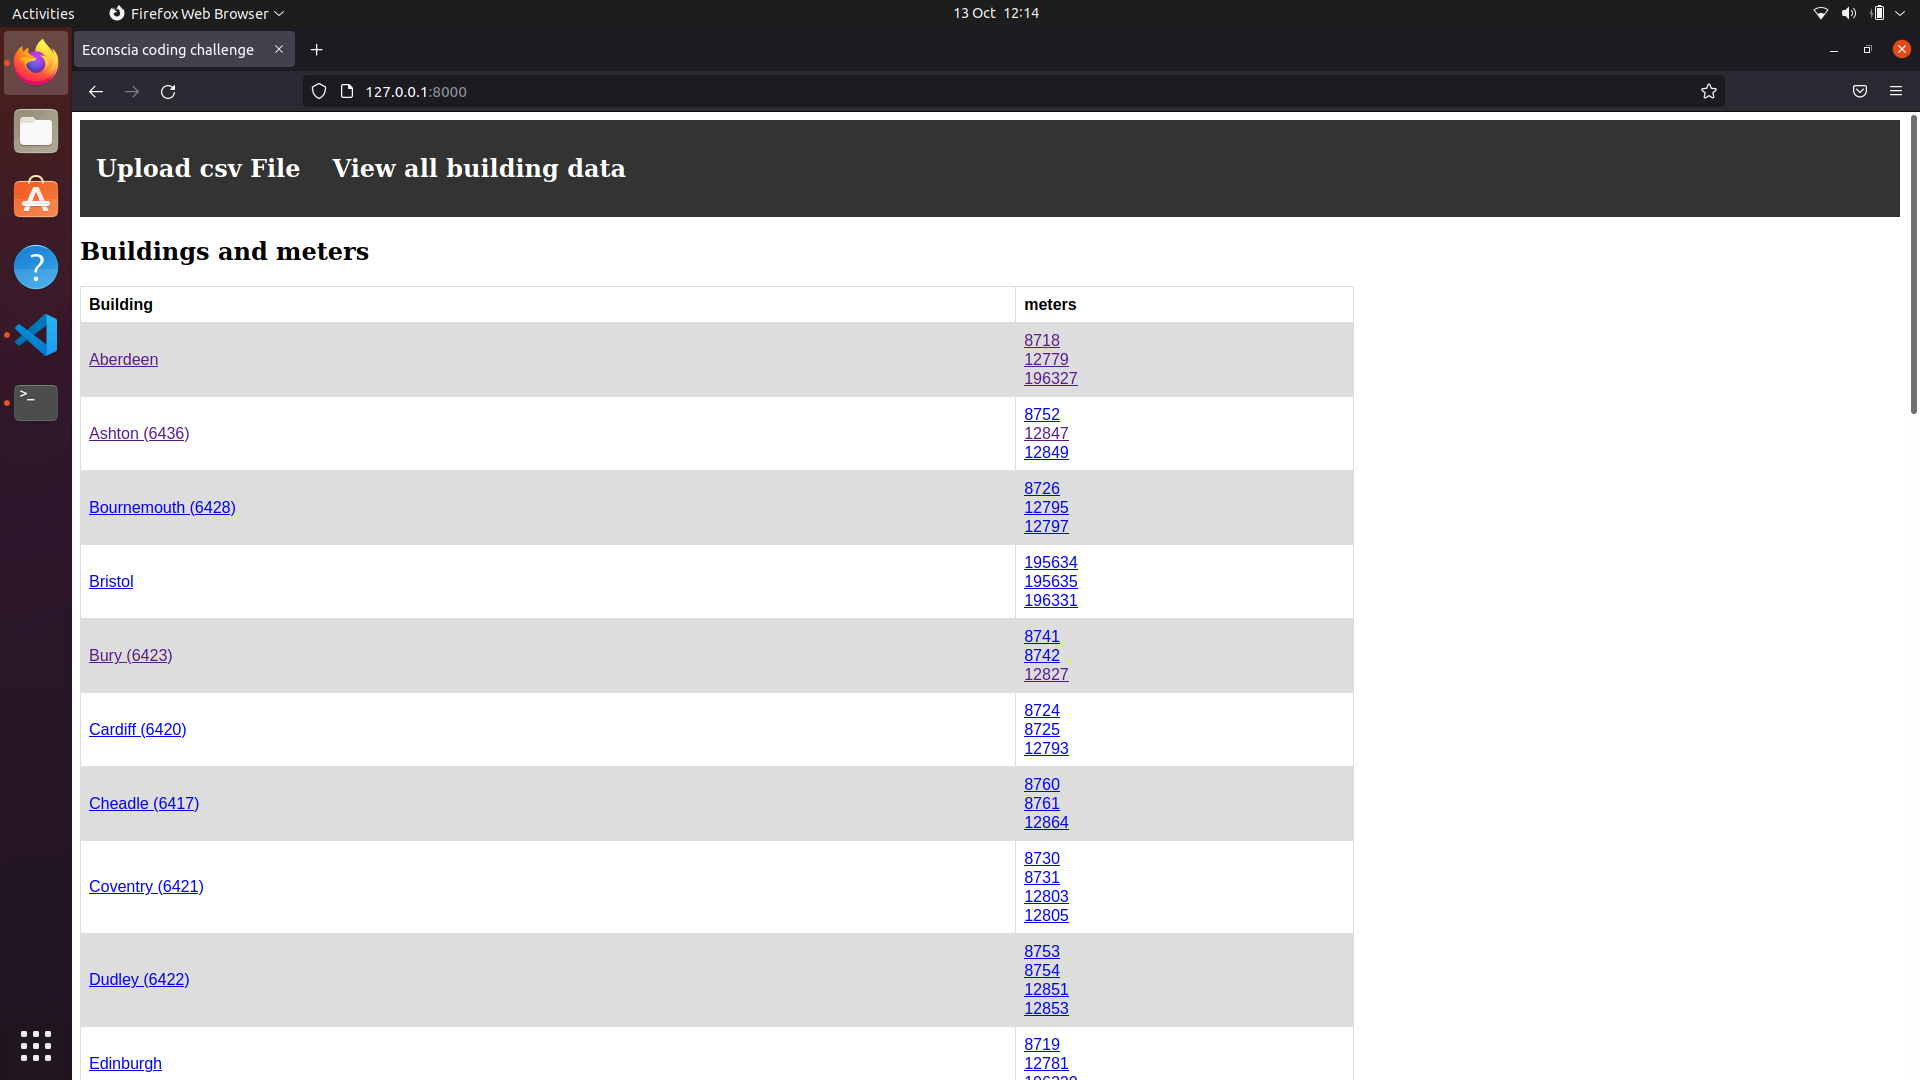 Activities
Firefox Web Browser
13 Oct 12:14
Econscia coding challenge
127.0.0.1:8000
Upload csv File
View all building data
Buildings and meters
Building
meters
Aberdeen
8718
12779
196327
Ashton (6436)
8752
12847
12849
Bournemouth (6428)
8726
12795
12797
Bristol
195634
195635
196331
Bury (6423)
8741
8742
12827
Cardiff (6420)
8724
8725
12793
Cheadle (6417)
8760
8761
12864
Coventry (6421)
8730
8731
12803
12805
Dudley (6422)
8753
8754
12851
12853
Edinburgh
8719
12781